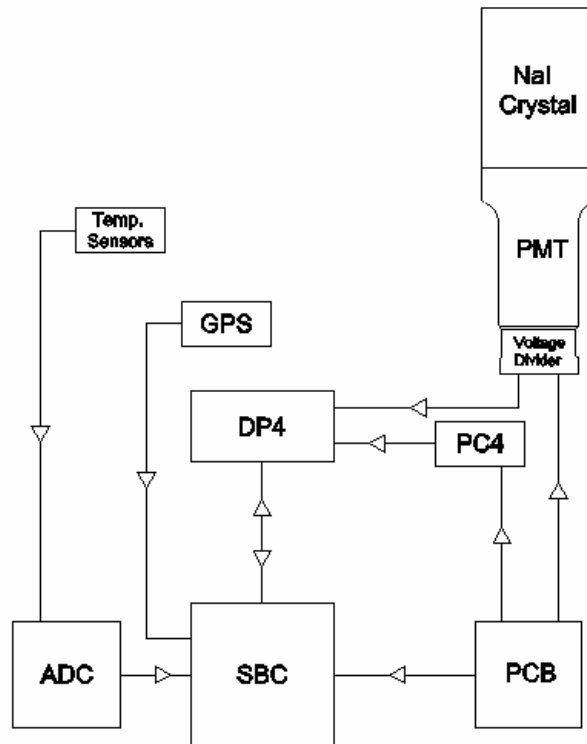 NaI
Crystal
PMT
Voltage
Divider
Temp.
Sensors
GPS
DP4
PC4
ADC
SBC
PCB